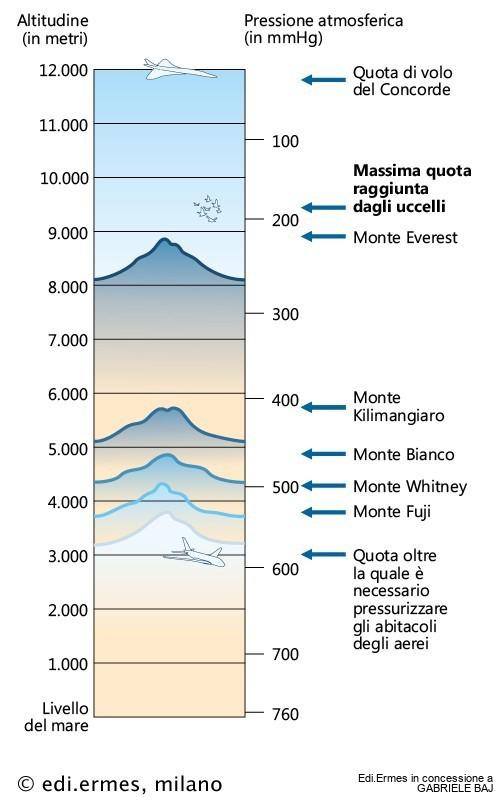 Altitudine
(in metri)
Pressione atmosferica
(in mmHg)
12.000
Quota di volo
del Concorde
11.000
100
10.000
Massima quota
raggiunta
dagli uccelli
200
9.000
Monte Everest
8.000
300
7.000
6.000
400
Monte
Kilimangiaro
5.000
Monte Bianco
500
Monte Whitney
4.000
Monte Fuji
3.000
600
Quota oltre
la quale è
necessario
pressurizzare
gli abitacoli
degli aerei
2.000
700
1.000
Livello
del mare
760
© edi.ermes, milano
Edi.Ermes in concessione a
GABRIELE BAJ